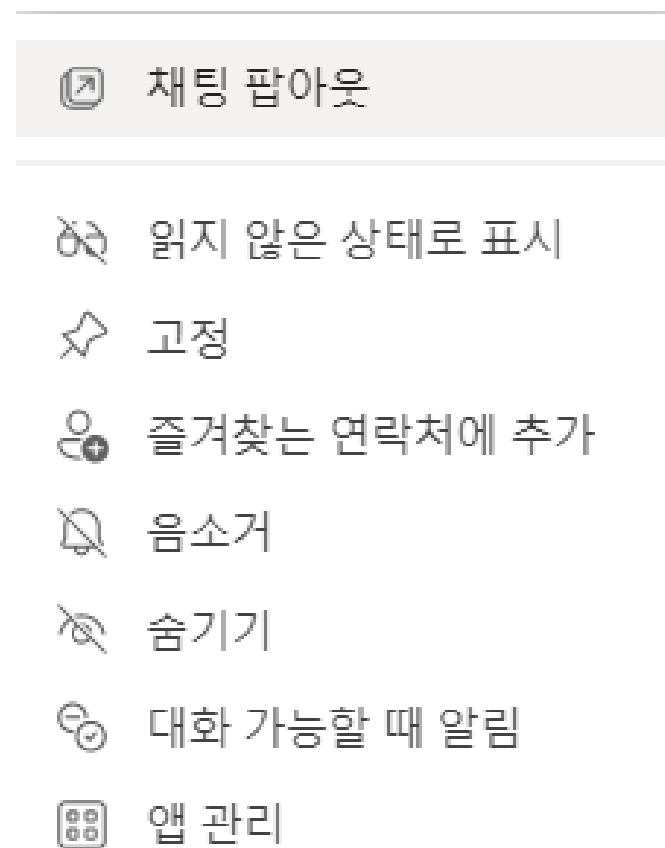 채팅 팝아웃
읽지 않은 상태로 표시
고정
즐겨찾는 연락처에 추가
음소거
숨기기
대화 가능할 때 알림
앱 관리